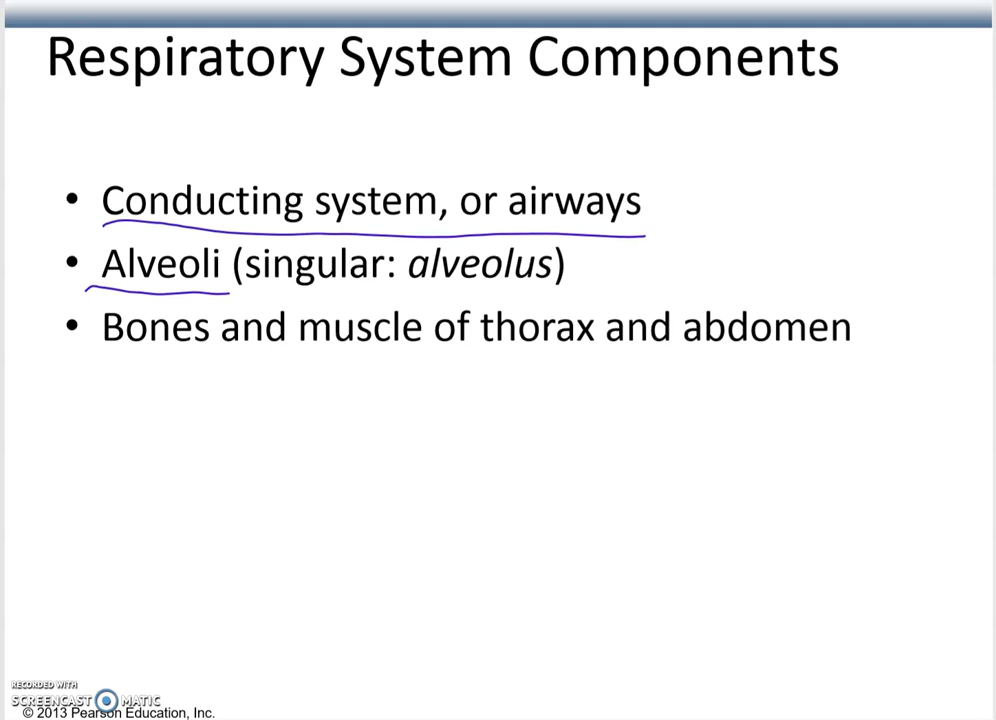 Respiratory System Components
• Conducting system, or airways
• Alveoli (singular: alveolus)
• Bones and muscle of thorax and abdomen
RECORDED WITH
SCREENCAST MATIC
© 2013 Pearson Education, Inc.